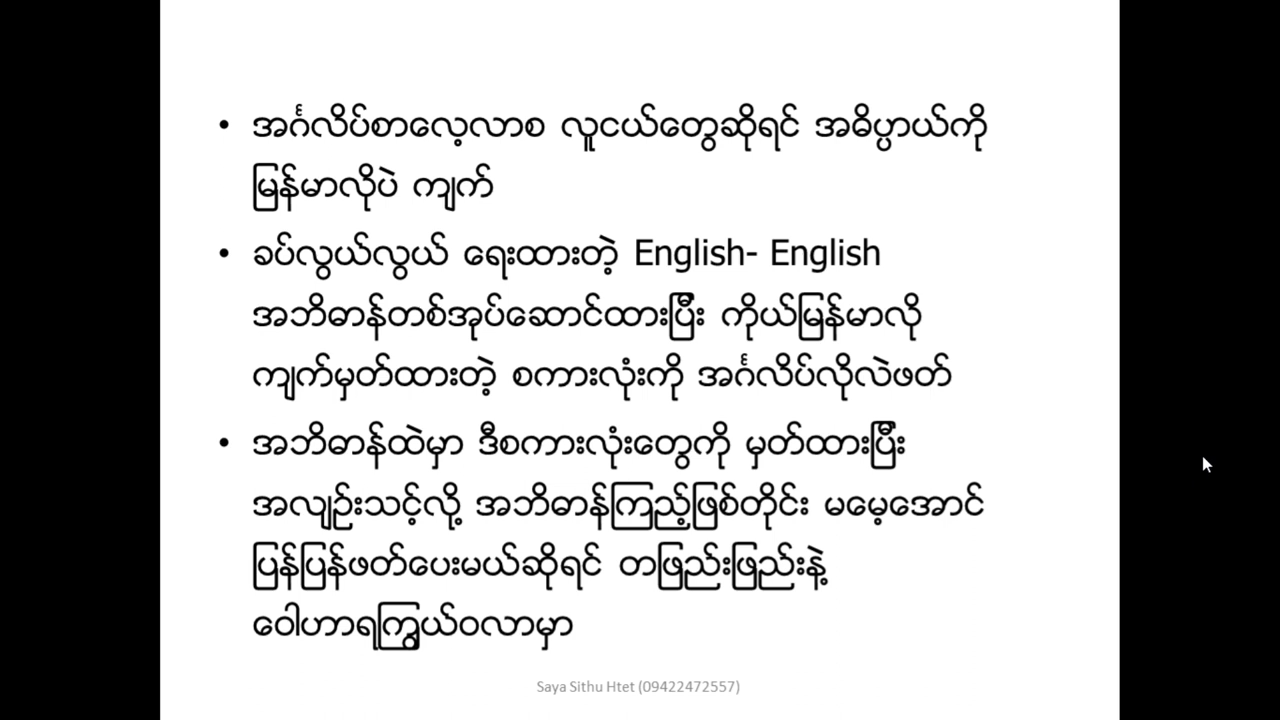 • အင်္ဂလိပ်စာလေ့လာစ လူငယ်တွေဆိုရင် အဓိပ္ပာယ်ကို
မြန်မာလိုပဲ ကျက်
• ခပ်လွယ်လွယ် ရေးထားတဲ့ English- English
အဘိဓာန်တစ်အုပ်ဆောင်ထားပြီး ကိုယ်မြန်မာလို
ကျက်မှတ်ထားတဲ့ စကားလုံးကို အင်္ဂလိပ်လိုလဲဖတ်
• အဘိဓာန်ထဲမှာ ဒီစကားလုံးတွေကို မှတ်ထားပြီး
အလျဉ်းသင့်လို့ အဘိဓာန်ကြည့်ဖြစ်တိုင်း မမေ့အောင်
ပြန်ပြန်ဖတ်ပေးမယ်ဆိုရင် တဖြည်းဖြည်းနဲ့
ဝေါဟာရကြွယ်ဝလာမှာ
Saya Sithu Htet (09422472557)